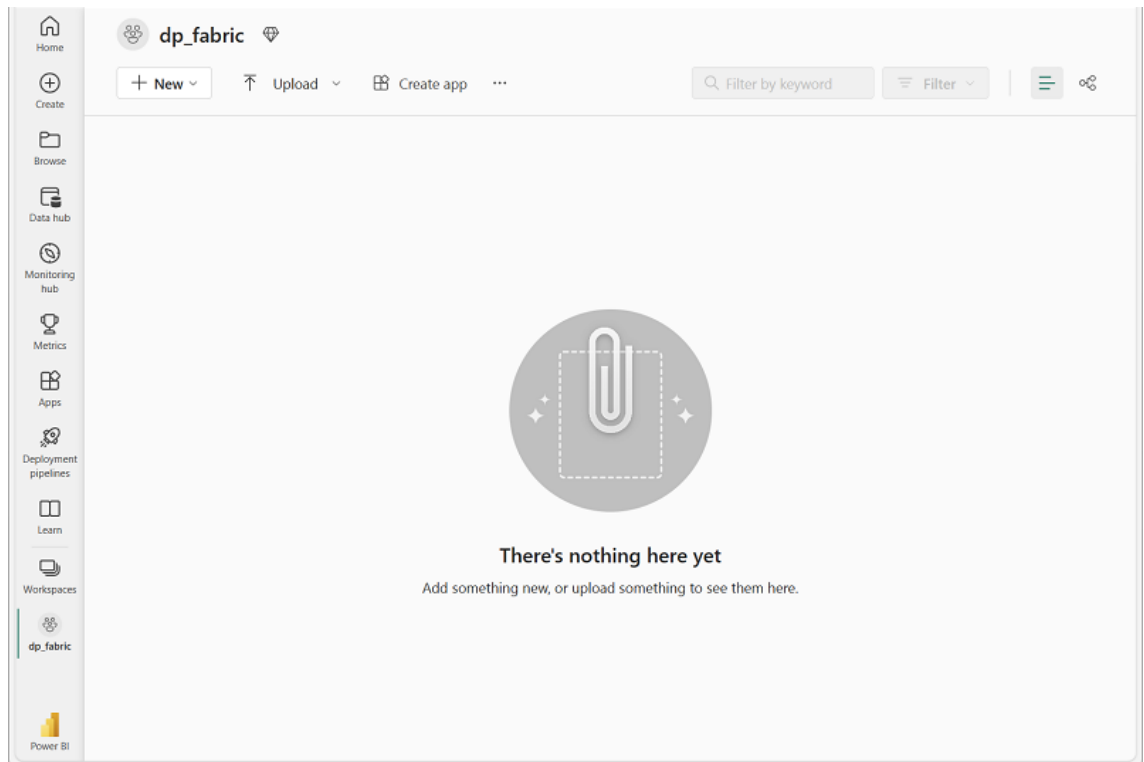 Home
Create
Browse
Data hub
Monitoring
hub
Metrics
Apps
Deployment
pipelines
Learn
Workspaces
dp_fabric
Power BI
dp_fabric
New
Upload
Create app
...
Filter by keyword
Filter
There's nothing here yet
Add something new, or upload something to see them here.